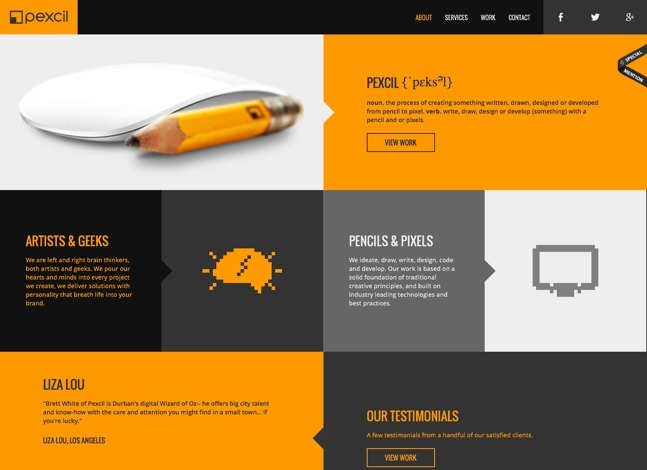 pexcil
ABOUT SERVICES WORK CONTACT
SPECIAL
MENTION
PEXCIL {ˈpɛksᵊl}
noun. the process of creating something written, drawn, designed or developed
from pencil to pixel. verb. write, draw, design or develop (something) with a
pencil and or pixels.
VIEW WORK
ARTISTS & GEEKS
We are left and right brain thinkers,
both artists and geeks. We pour our
hearts and minds into every project
we create, we deliver solutions with
personality that breath life into your
brand.
PENCILS & PIXELS
We ideate, draw, write, design, code
and develop. Our work is based on a
solid foundation of traditional
creative principles, and built on
industry leading technologies and
best practices.
LIZA LOU
"Brett White of Pexcil is Durban's digital Wizard of Oz-- he offers big city talent
and know-how with the care and attention you might find in a small town... if
you're lucky."
LIZA LOU, LOS ANGELES
OUR TESTIMONIALS
A few testimonials from a handful of our satisfied clients.
VIEW WORK